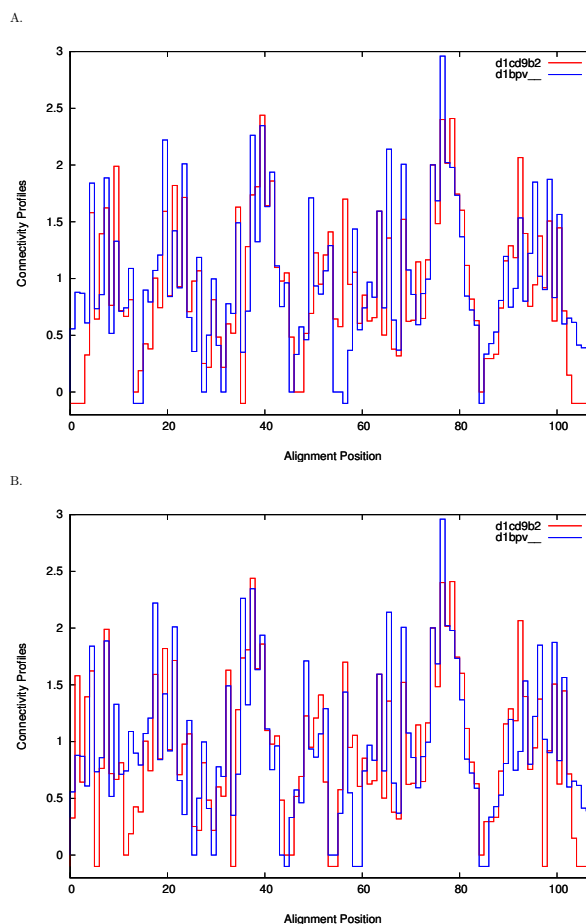 A.
3
2.5
2
1.5
1
0.5
0
Connectivity Profiles
d1cd9b2
d1bpv__
0 20 40 60 80 100
Alignment Position
B.
3
2.5
2
1.5
1
0.5
0
Connectivity Profiles
d1cd9b2
d1bpv__
0 20 40 60 80 100
Alignment Position